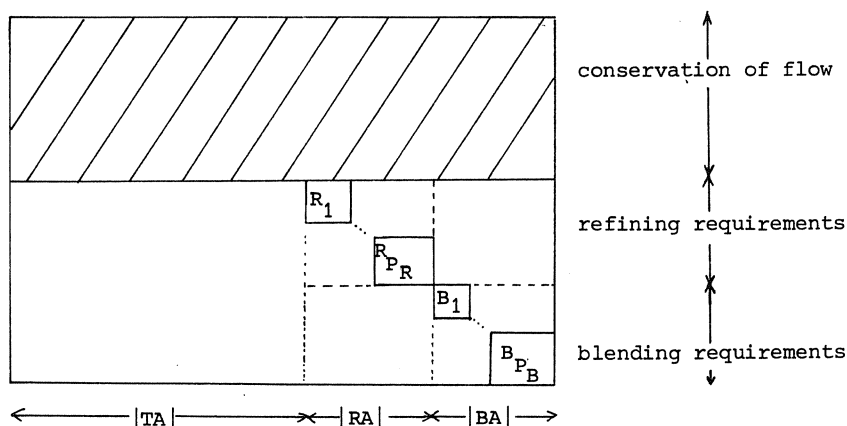 conservation of flow
R1
refining requirements
RPR
B1
BPB
blending requirements
|TA| |RA| |BA|